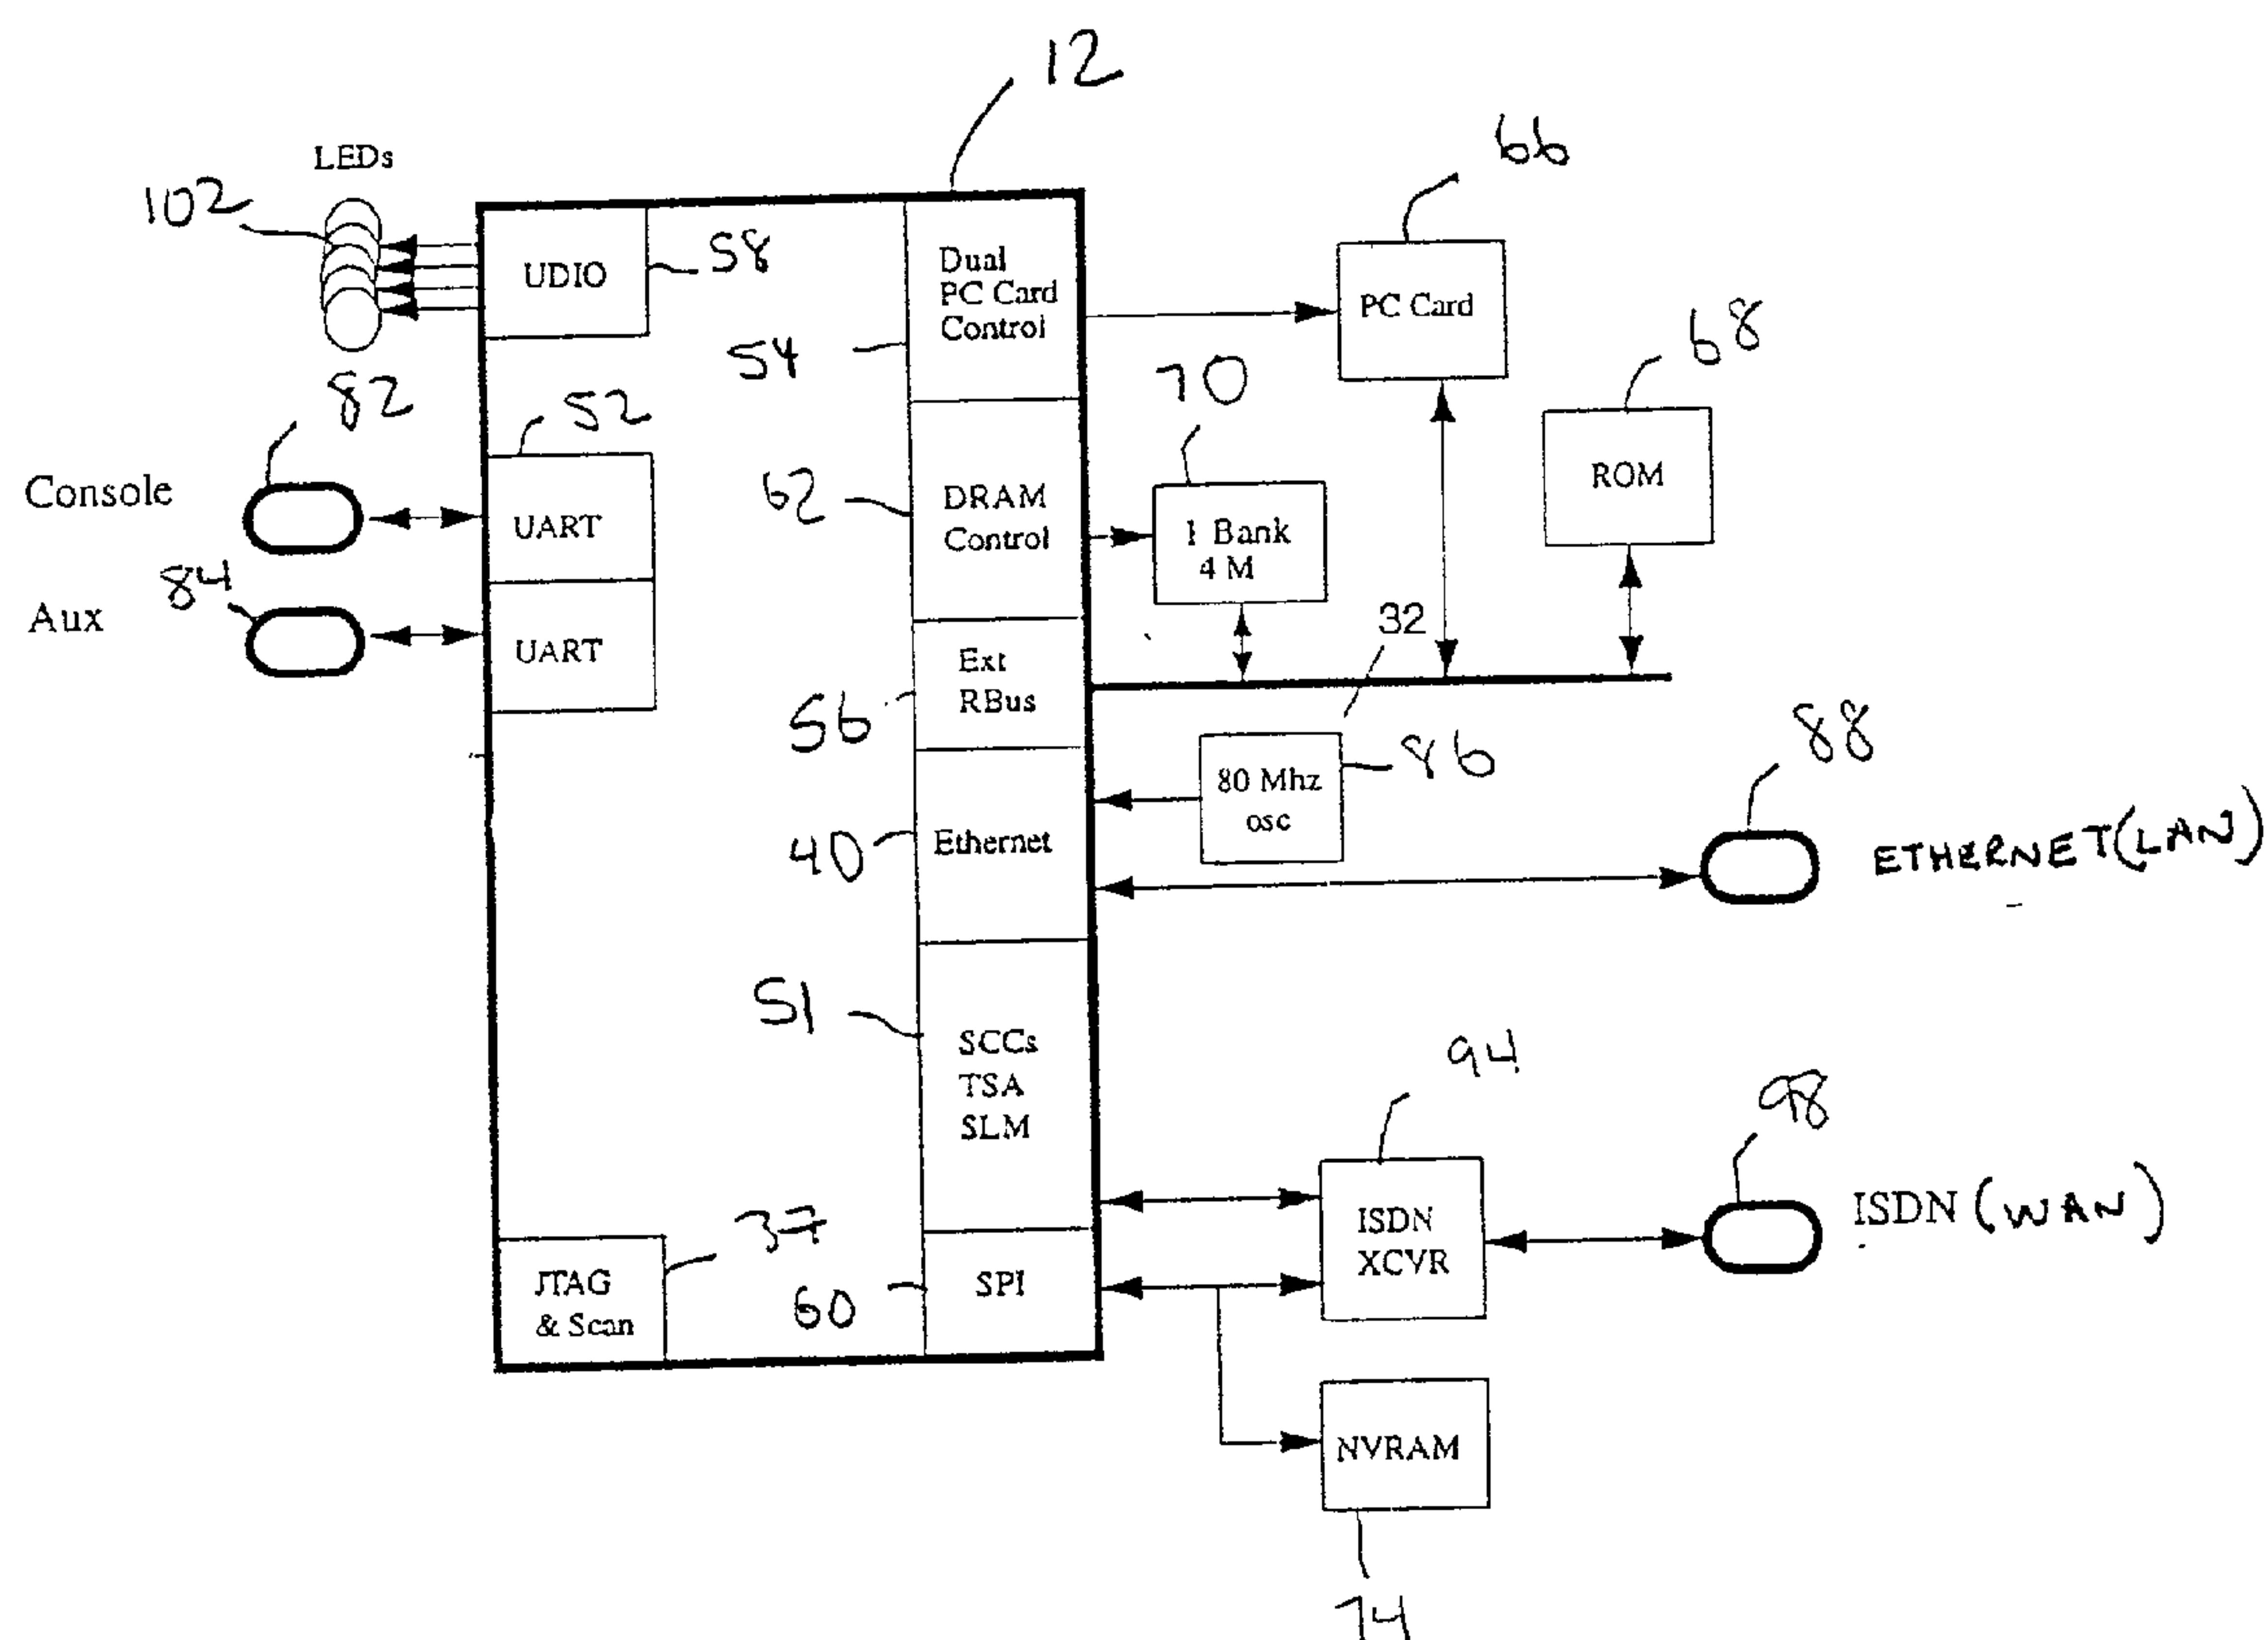 12
LEDs
102
UDIO
58
Dual
PC Card
Control
54
66
PC Card
68
ROM
82
Console
52
UART
84
Aux
UART
62
DRAM
Control
70
1 Bank
4 M
32
Ext
RBus
56
80 Mhz
osc
86
88
ETHERNET (LAN)
40
Ethernet
51
SCCs
TSA
SLM
94
ISDN
XCVR
98
ISDN (WAN)
37
JTAG
& Scan
60
SPI
NVRAM
74